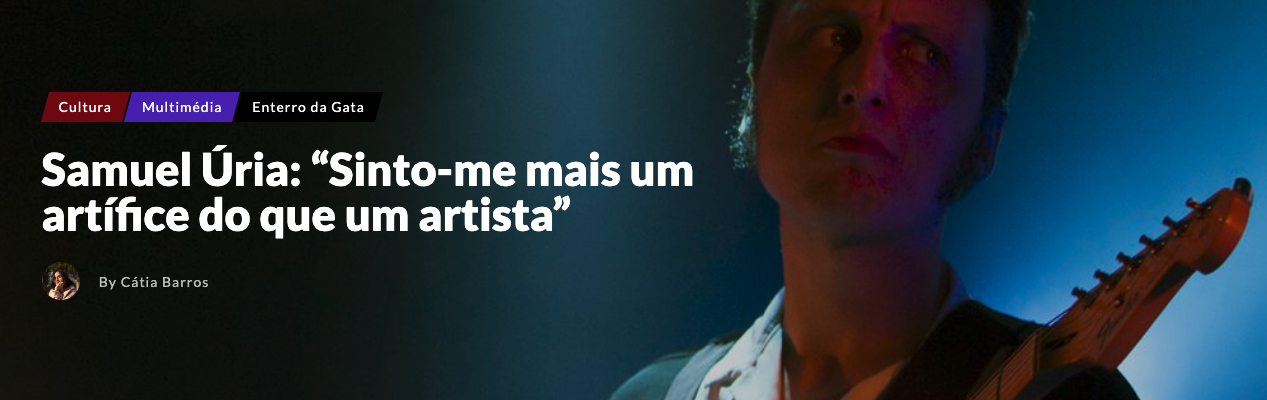 Cultura Multimédia Enterro da Gata
Samuel Úria: “Sinto-me mais um
artífice do que um artista”
By Cátia Barros